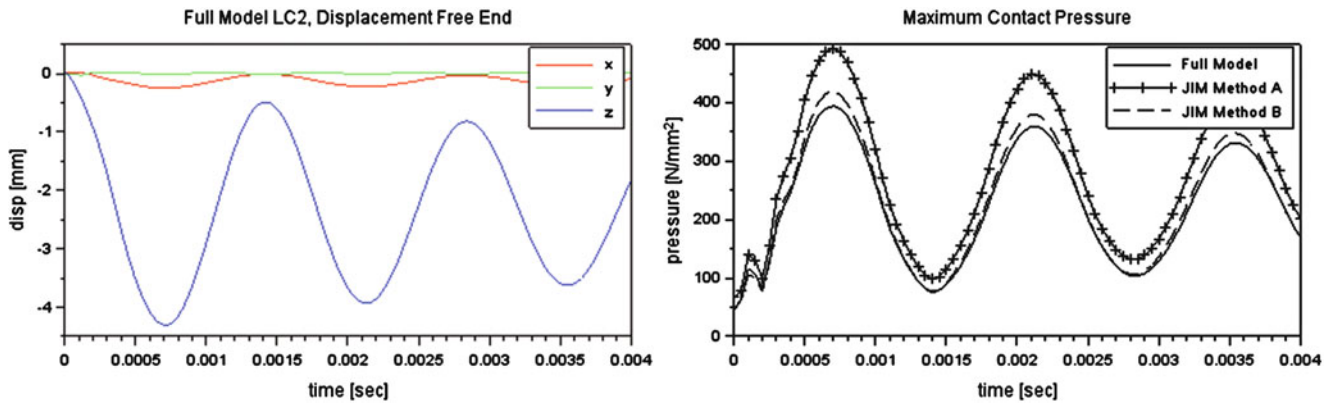 Full Model LC2, Displacement Free End
x
y
z
0
-1
-2
-3
-4
disp [mm]
0 0.0005 0.001 0.0015 0.002 0.0025 0.003 0.0035 0.004
time [sec]
Maximum Contact Pressure
Full Model
JIM Method A
JIM Method B
500
400
300
200
100
0
pressure [N/mm²]
0 0.0005 0.001 0.0015 0.002 0.0025 0.003 0.0035 0.004
time [sec]